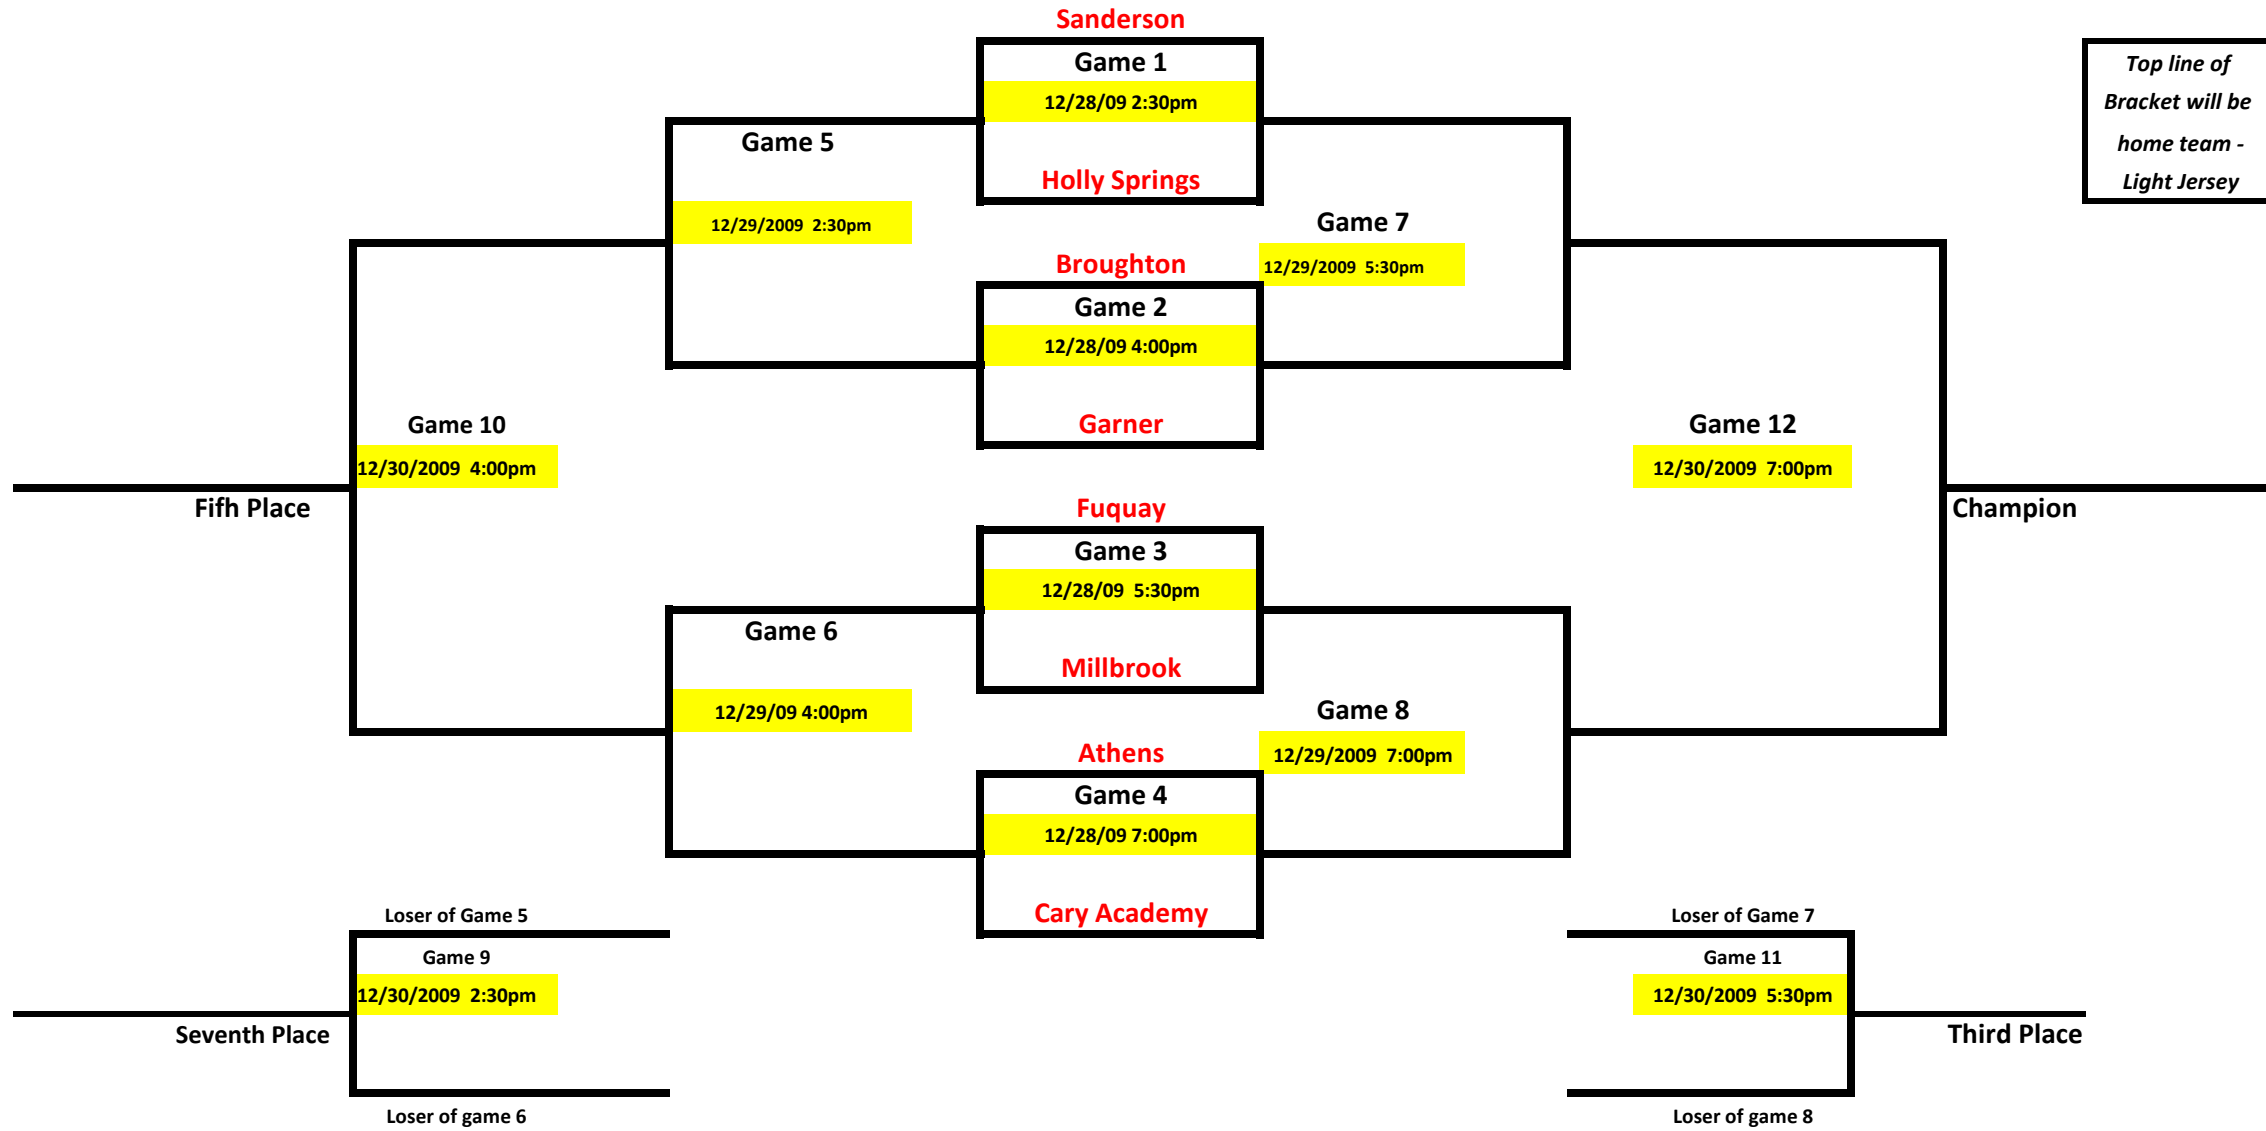 Sanderson
Game 1
12/28/09 2:30pm
Holly Springs
Top line of
Bracket will be
home team -
Light Jersey
Game 5
12/29/2009  2:30pm
Game 7
12/29/2009  5:30pm
Broughton
Game 2
12/28/09 4:00pm
Garner
Game 10
12/30/2009  4:00pm
Fifh Place
Game 12
12/30/2009  7:00pm
Champion
Fuquay
Game 3
12/28/09  5:30pm
Millbrook
Game 6
12/29/09 4:00pm
Game 8
12/29/2009  7:00pm
Athens
Game 4
12/28/09 7:00pm
Cary Academy
Loser of Game 5
Game 9
12/30/2009  2:30pm
Seventh Place
Loser of game 6
Loser of Game 7
Game 11
12/30/2009  5:30pm
Third Place
Loser of game 8